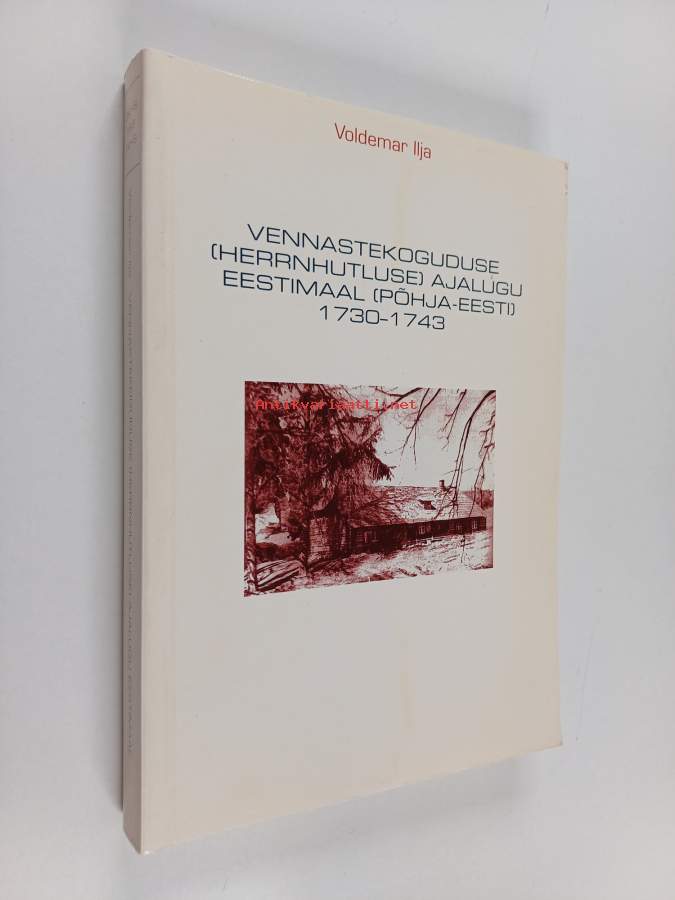 Voldemar Ilja
VENNASTEKOGUDUSE
(HERRNHUTLUSE) AJALUGU
EESTIMAAL (PÕHJA-EESTI)
1730–1743
Antikvariaatti.net